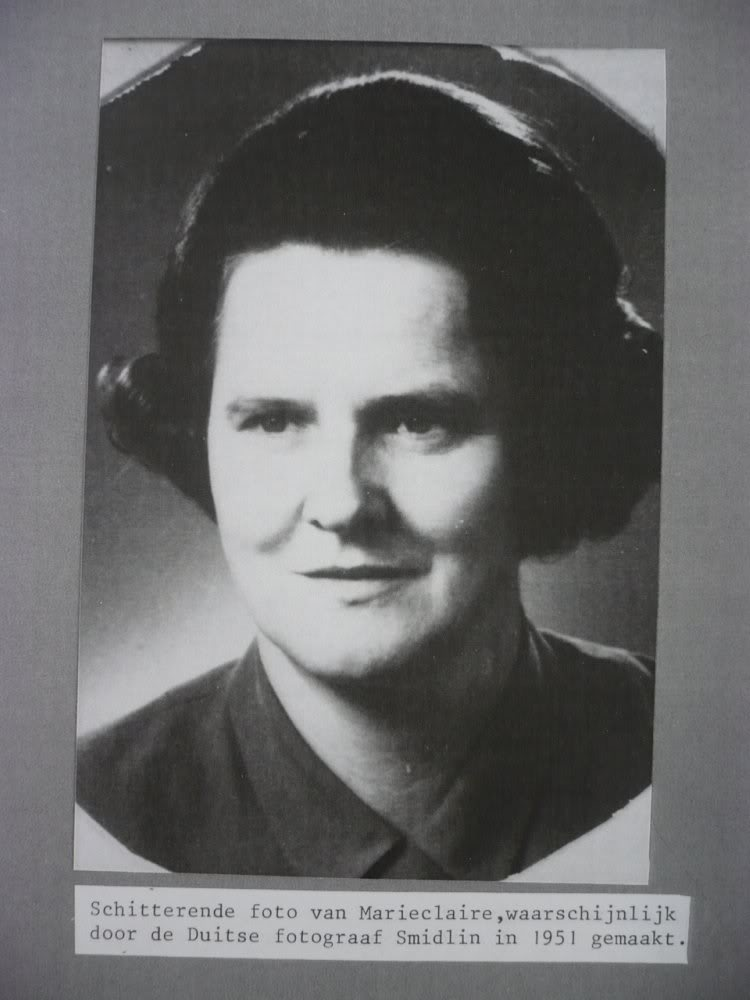 Schitterende foto van Marieclaire,waarschijnlijk
door de Duitse fotograaf Smidlin in 1951 gemaakt.